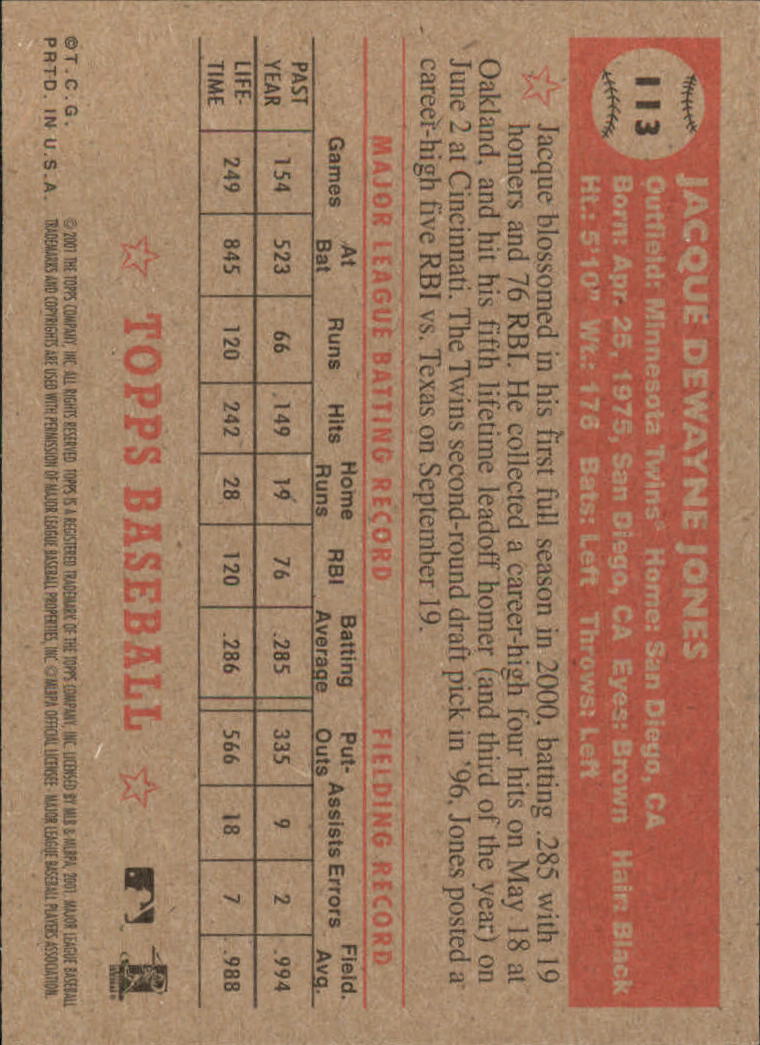 113
JACQUE DEWAYNE JONES
Outfield: Minnesota Twins® Home: San Diego, CA
Born: Apr. 25, 1975, San Diego, CA Eyes: Brown Hair: Black
Ht.: 5'10" Wt.: 176 Bats: Left Throws: Left
Jacque blossomed in his first full season in 2000, batting .285 with 19
homers and 76 RBI. He collected a career-high four hits on May 18 at
Oakland, and hit his fifth lifetime leadoff homer (and third of the year) on
June 2 at Cincinnati. The Twins second-round draft pick in '96, Jones posted a
career-high five RBI vs. Texas on September 19.
MAJOR LEAGUE BATTING RECORD FIELDING RECORD
Games At Bat Runs Hits Home Runs RBI Batting Average Put-Outs Assists Errors Field. Avg.
PAST YEAR 154 523 66 149 19 76 .285 335 9 2 .994
LIFE-TIME 249 845 120 242 28 120 .286 566 18 7 .988
TOPPS BASEBALL
©T.C.G. © 2001 THE TOPPS COMPANY, INC. ALL RIGHTS RESERVED. TOPPS IS A REGISTERED TRADEMARK OF THE TOPPS COMPANY, INC. LICENSED BY MLB & MLBPA, 2001. MAJOR LEAGUE BASEBALL
PRTD. IN U.S.A. TRADEMARKS AND COPYRIGHTS ARE USED WITH PERMISSION OF MAJOR LEAGUE BASEBALL PROPERTIES, INC. © MLBPA OFFICIAL LICENSEE - MAJOR LEAGUE BASEBALL PLAYERS ASSOCIATION.